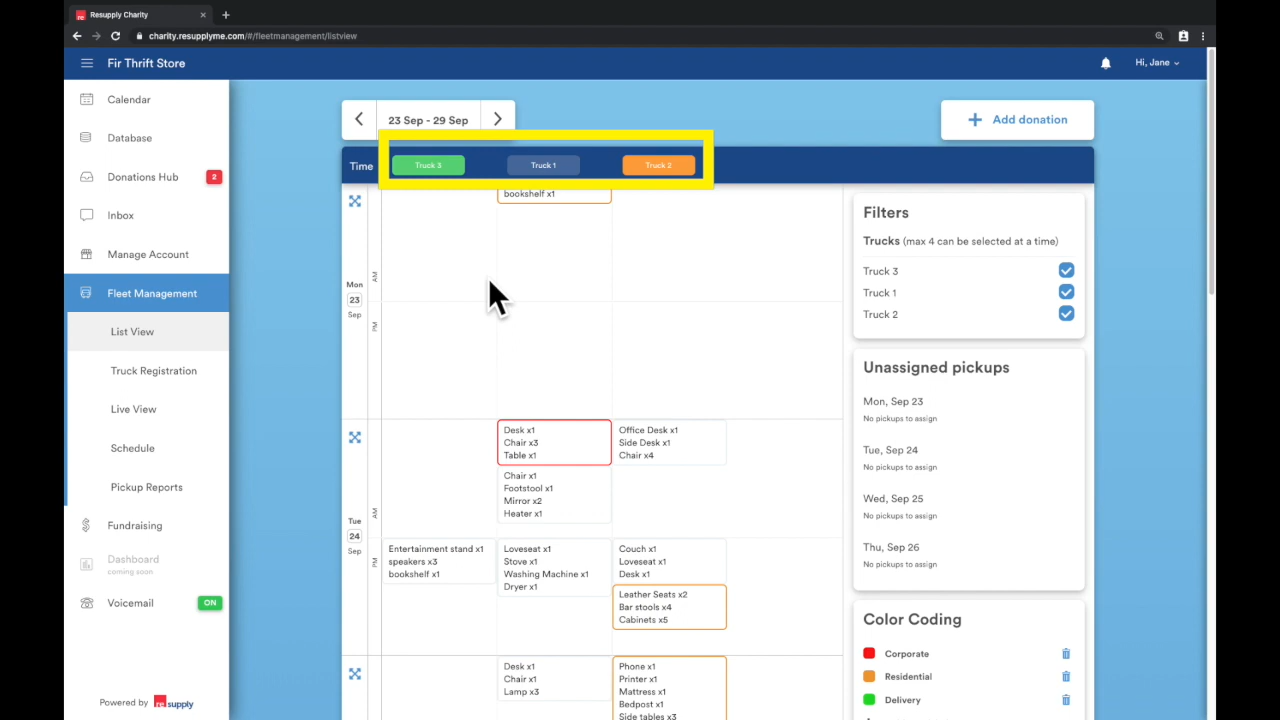 re Resupply Charity
charity.resupplyme.com/#/fleetmanagement/listview
Fir Thrift Store
Hi, Jane
Calendar
Database
Donations Hub 2
Inbox
Manage Account
Fleet Management
List View
Truck Registration
Live View
Schedule
Pickup Reports
Fundraising
Dashboard
coming soon
Voicemail ON
Powered by re supply
23 Sep - 29 Sep
Add donation
Time Truck 3 Truck 1 Truck 2
bookshelf x1
Mon
23
Sep
AM
PM
Desk x1
Chair x3
Table x1
Office Desk x1
Side Desk x1
Chair x4
Chair x1
Footstool x1
Mirror x2
Heater x1
Tue
24
Sep
AM
PM
Entertainment stand x1
speakers x3
bookshelf x1
Loveseat x1
Stove x1
Washing Machine x1
Dryer x1
Couch x1
Loveseat x1
Desk x1
Leather Seats x2
Bar stools x4
Cabinets x5
Desk x1
Chair x1
Lamp x3
Phone x1
Printer x1
Mattress x1
Bedpost x1
Side tables x3
Filters
Trucks (max 4 can be selected at a time)
Truck 3
Truck 1
Truck 2
Unassigned pickups
Mon, Sep 23
No pickups to assign
Tue, Sep 24
No pickups to assign
Wed, Sep 25
No pickups to assign
Thu, Sep 26
No pickups to assign
Color Coding
Corporate
Residential
Delivery